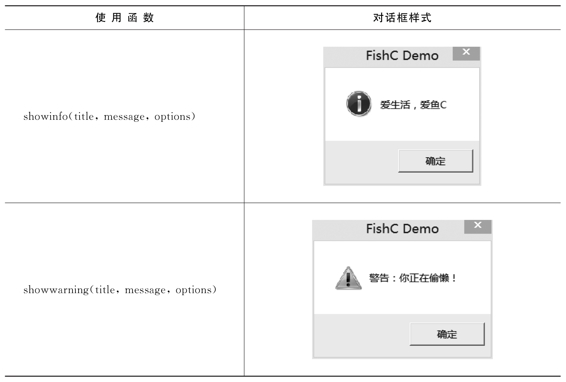 使用函数
对话框样式
showinfo(title, message, options)
FishC Demo
爱生活，爱鱼C
确定
showwarning(title, message, options)
FishC Demo
警告：你正在偷懒！
确定